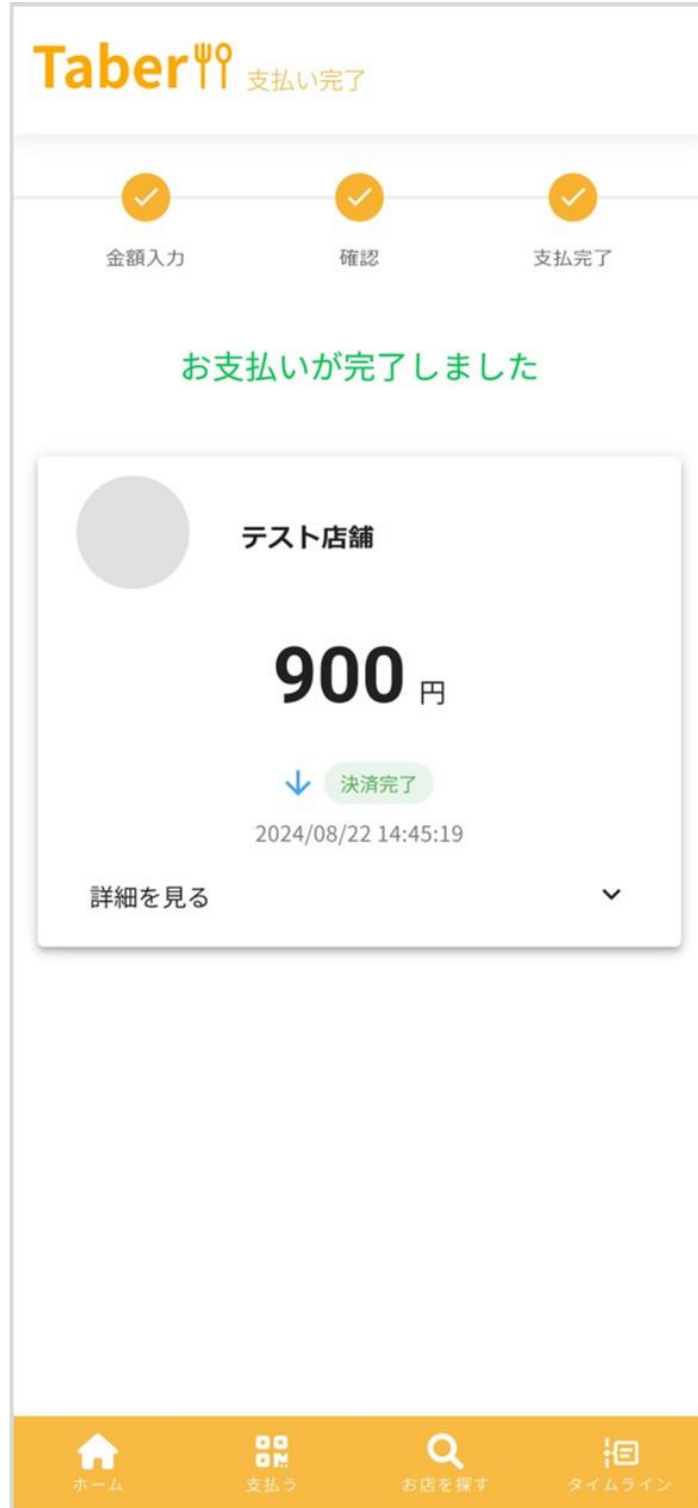 Taber 支払い完了
金額入力 確認 支払完了
お支払いが完了しました
テスト店舗
900 円
決済完了
2024/08/22 14:45:19
詳細を見る
ホーム 支払う お店を探す タイムライン